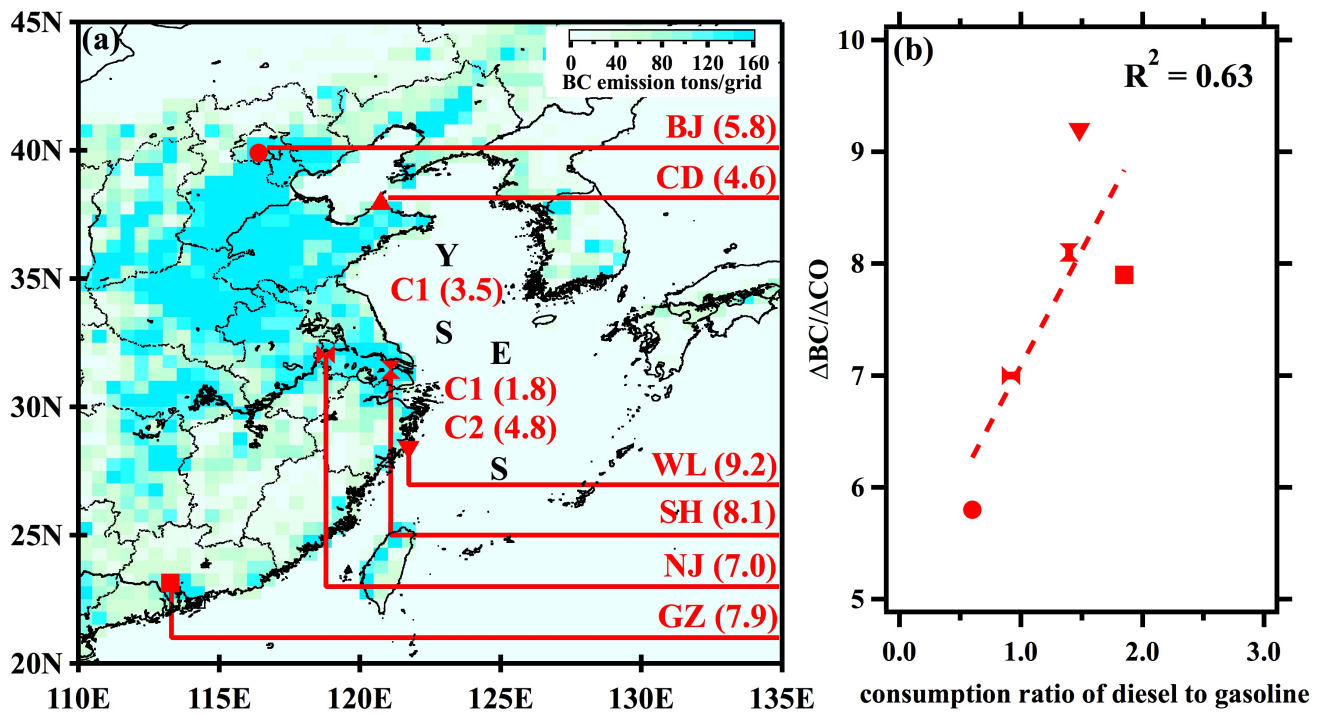 45N
(a)
0 40 80 120 160
BC emission tons/grid
BJ (5.8)
40N
CD (4.6)
Y
35N
C1 (3.5)
S
E
C1 (1.8)
30N
C2 (4.8)
S
WL (9.2)
SH (8.1)
25N
NJ (7.0)
GZ (7.9)
20N
110E 115E 120E 125E 130E 135E
(b)
R² = 0.63
10
9
8
7
6
5
ΔBC/ΔCO
0.0 1.0 2.0 3.0
consumption ratio of diesel to gasoline